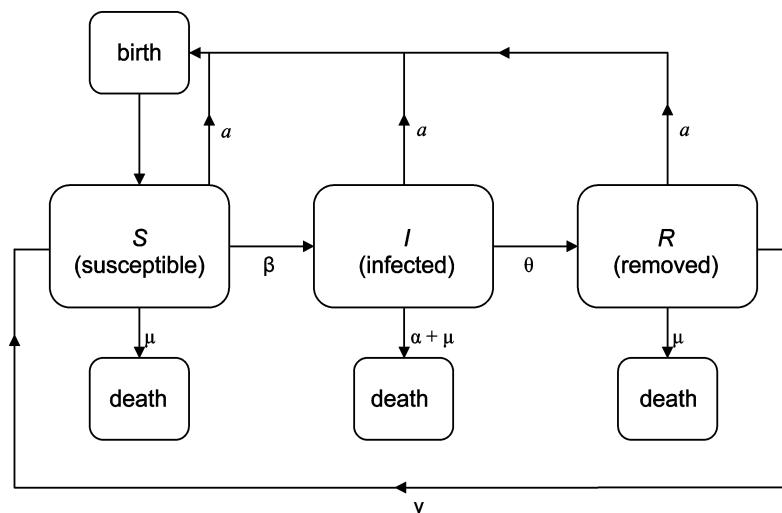 birth
a
a
a
S
(susceptible)
β
I
(infected)
θ
R
(removed)
μ
α + μ
μ
death
death
death
γ